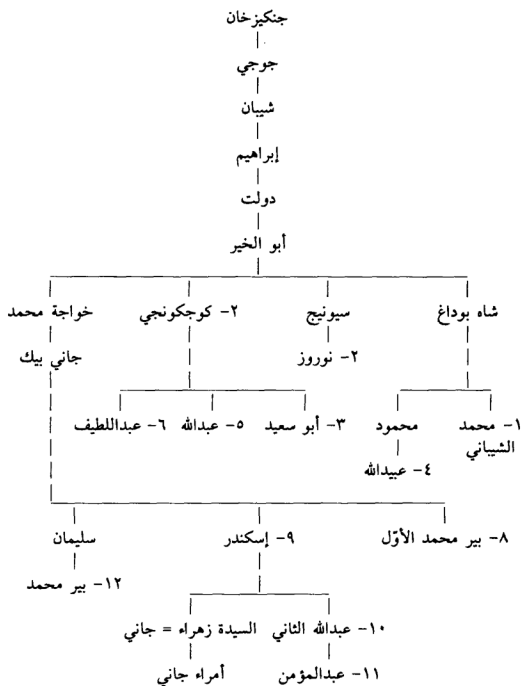 جنكيزخان
جوجي
شيبان
إبراهيم
دولت
أبو الخير
شاه بوداغ سيونيج ٢- كوجكونجي خواجة محمد
٢- نوروز جاني بيك
١- محمد الشيباني محمود ٣- أبو سعيد ٥- عبدالله ٦- عبداللطيف
٤- عبيدالله
٨- بير محمد الأوّل ٩- إسكندر سليمان
١٢- بير محمد
١٠- عبدالله الثاني السيدة زهراء = جاني
١١- عبدالمؤمن أمراء جاني